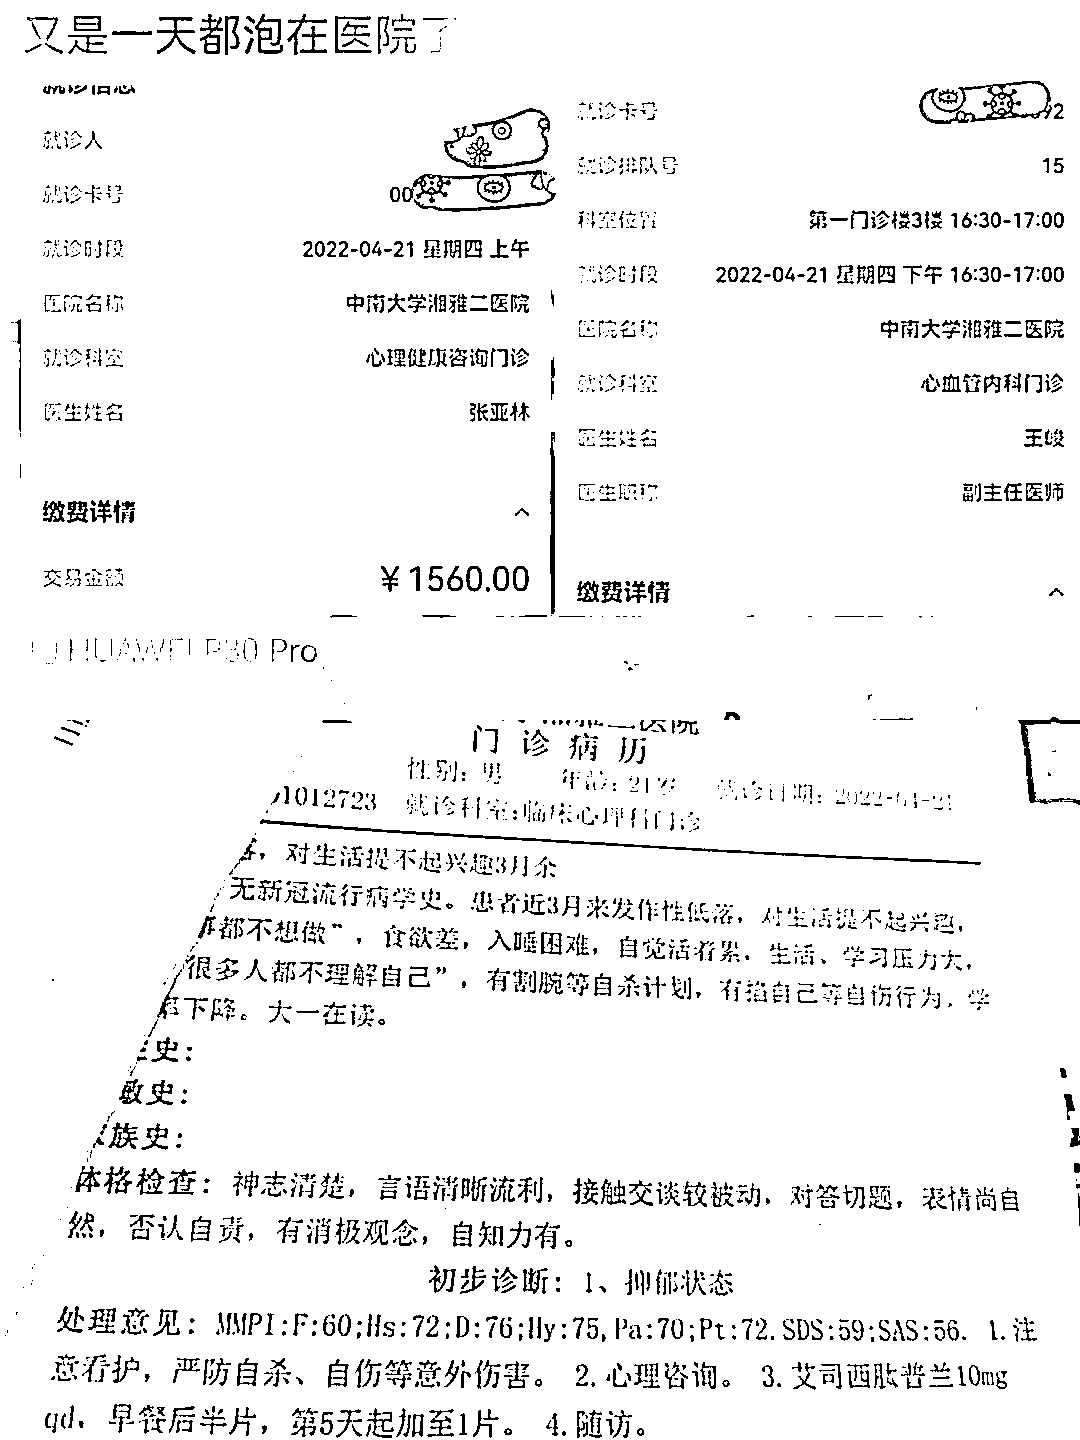 又是一天都泡在医院了
就诊信息
就诊人
就诊卡号 00
就诊时段 2022-04-21 星期四 上午
医院名称 中南大学湘雅二医院
就诊科室 心理健康咨询门诊
医生姓名 张亚林
缴费详情
交易金额 ￥1560.00
就诊卡号 92
就诊排队号 15
科室位置 第一门诊楼3楼 16:30-17:00
就诊时段 2022-04-21 星期四 下午 16:30-17:00
医院名称 中南大学湘雅二医院
就诊科室 心血管内科门诊
医生姓名 王峻
医生职称 副主任医师
缴费详情
HUAWEI P30 Pro
湘雅二医院
门诊病历
性别: 男 年龄: 21岁 就诊日期: 2022-04-21
1012723 就诊科室:临床心理科门诊
落，对生活提不起兴趣3月余
无新冠流行病学史。患者近3月来发作性低落，对生活提不起兴趣，
事都不想做”，食欲差，入睡困难，自觉活着累，生活、学习压力大，
很多人都不理解自己”，有割腕等自杀计划，有掐自己等自伤行为，学
率下降。大一在读。
史:
敏史:
族史:
体格检查: 神志清楚，言语清晰流利，接触交谈较被动，对答切题，表情尚自
然，否认自责，有消极观念，自知力有。
初步诊断: 1、抑郁状态
处理意见: MMPI:F:60;Hs:72;D:76;Hy:75,Pa:70;Pt:72.SDS:59;SAS:56. 1.注
意看护，严防自杀、自伤等意外伤害。 2.心理咨询。 3.艾司西酞普兰10mg
qd，早餐后半片，第5天起加至1片。 4.随访。